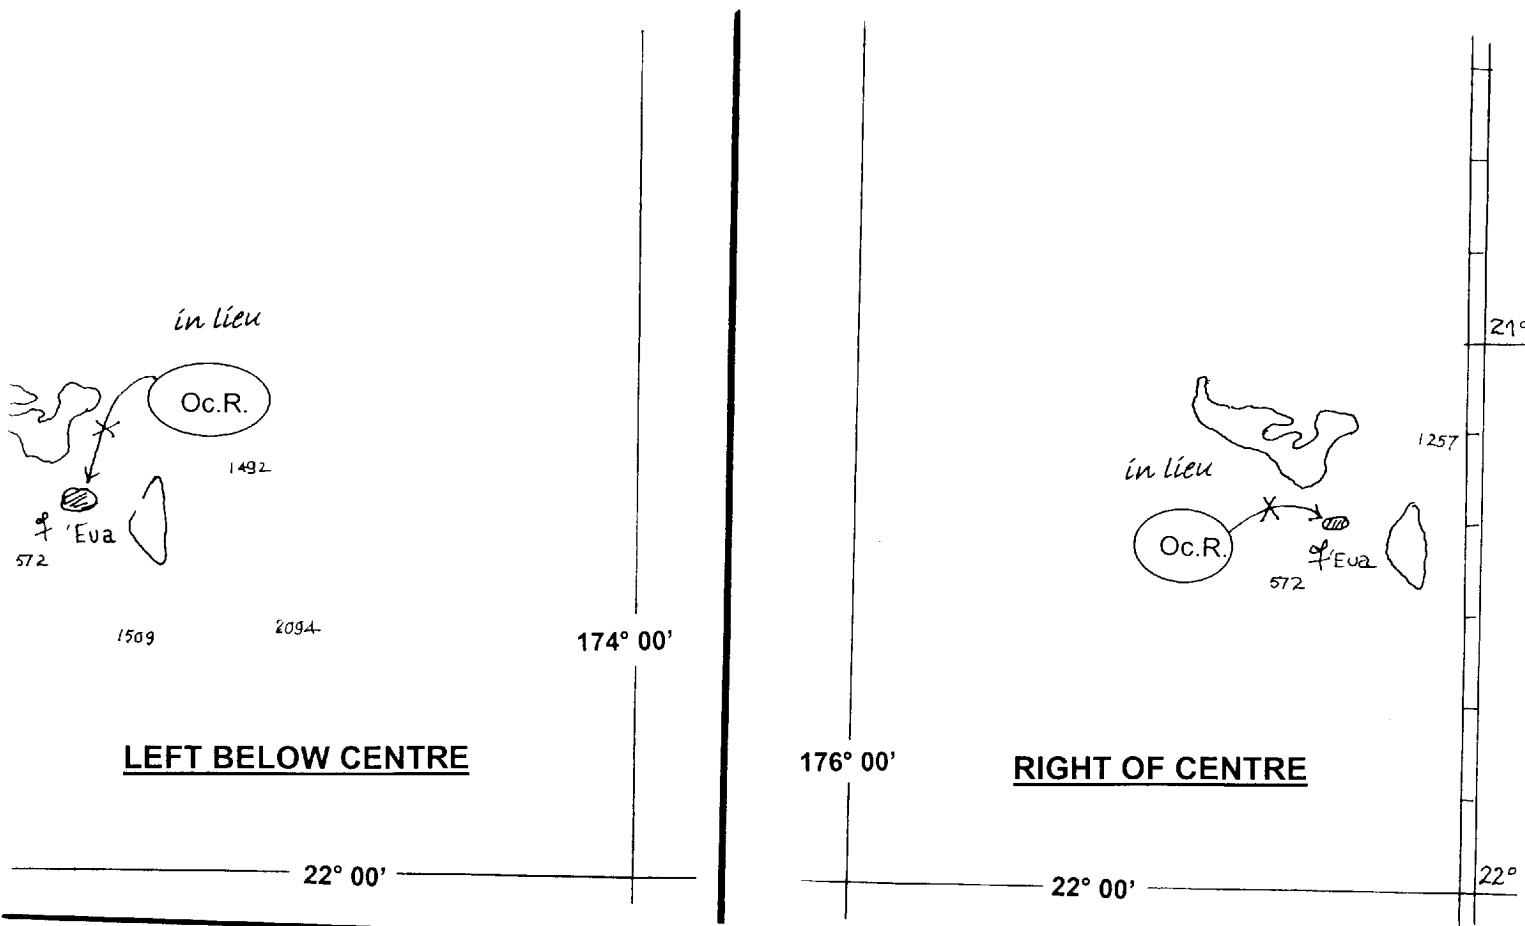 in lieu
Oc.R.
1492
'Eua
572
1509
2094
174° 00'
LEFT BELOW CENTRE
22° 00'
21°
1257
in lieu
Oc.R.
'Eua
572
176° 00'
RIGHT OF CENTRE
22° 00'
22°